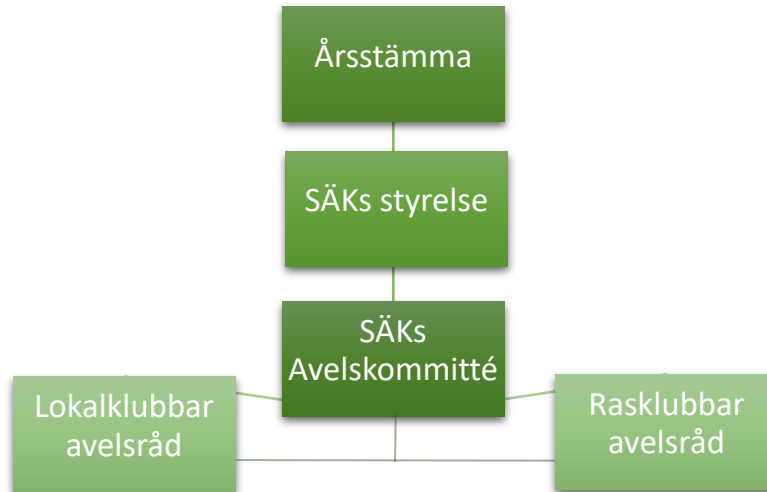 Årsstämma
SÄKs styrelse
SÄKs
Avelskommitté
Lokalklubbar
avelsråd
Rasklubbar
avelsråd